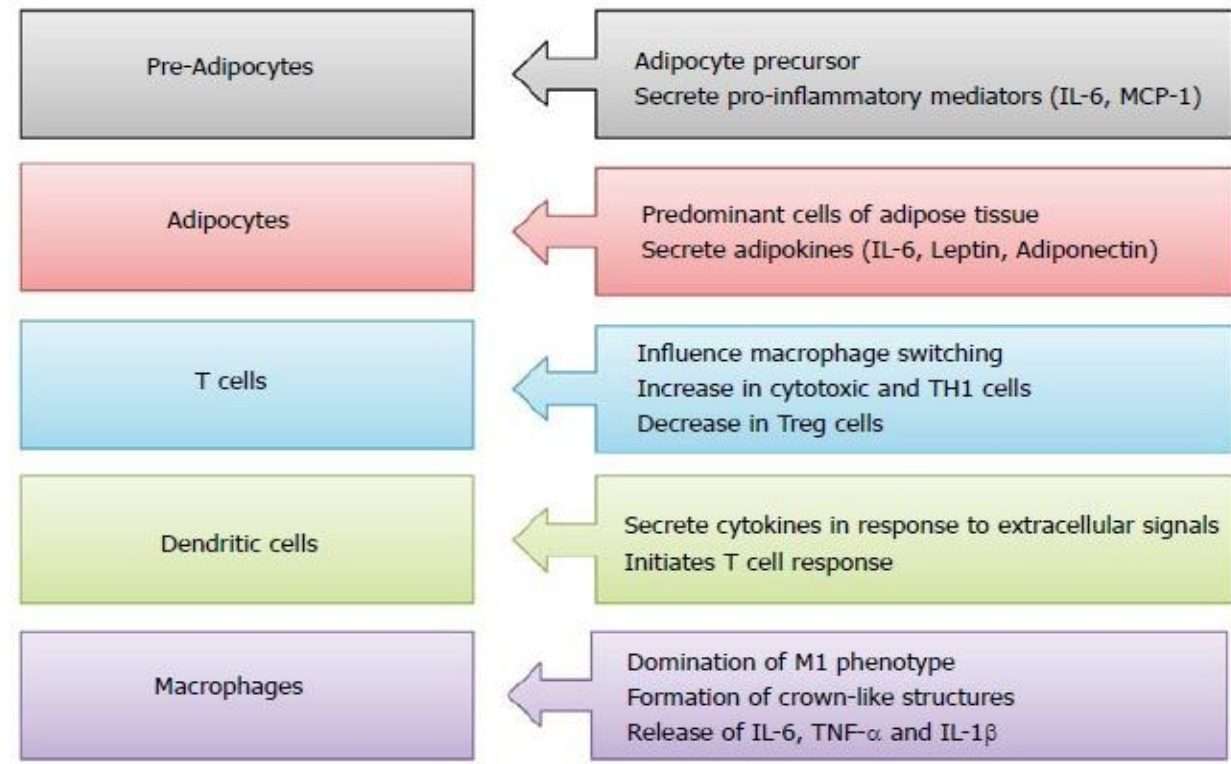 Pre-Adipocytes
Adipocyte precursor
Secrete pro-inflammatory mediators (IL-6, MCP-1)
Adipocytes
Predominant cells of adipose tissue
Secrete adipokines (IL-6, Leptin, Adiponectin)
T cells
Influence macrophage switching
Increase in cytotoxic and TH1 cells
Decrease in Treg cells
Dendritic cells
Secrete cytokines in response to extracellular signals
Initiates T cell response
Macrophages
Domination of M1 phenotype
Formation of crown-like structures
Release of IL-6, TNF-α and IL-1β